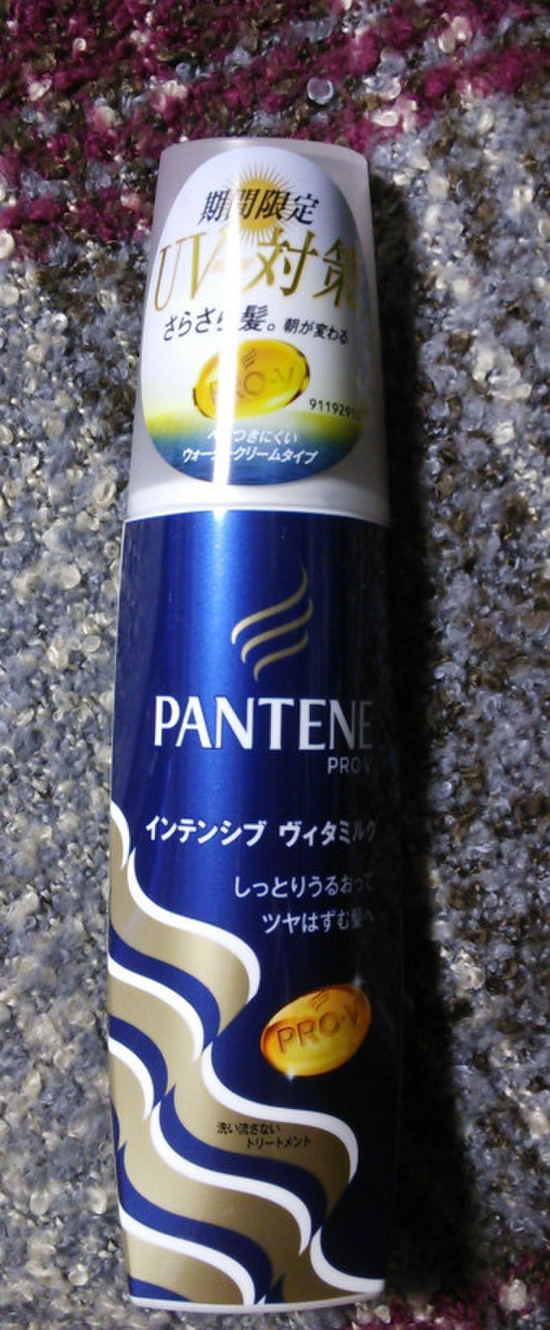 期間限定
UV対策
さらさら髪。朝が変わる
PRO-V
911929
べたつきにくい
ウォータークリームタイプ
PANTENE
PRO-V
インテンシブ ヴィタミルク
しっとりうるおって
ツヤはずむ髪へ
PRO-V
洗い流さない
トリートメント